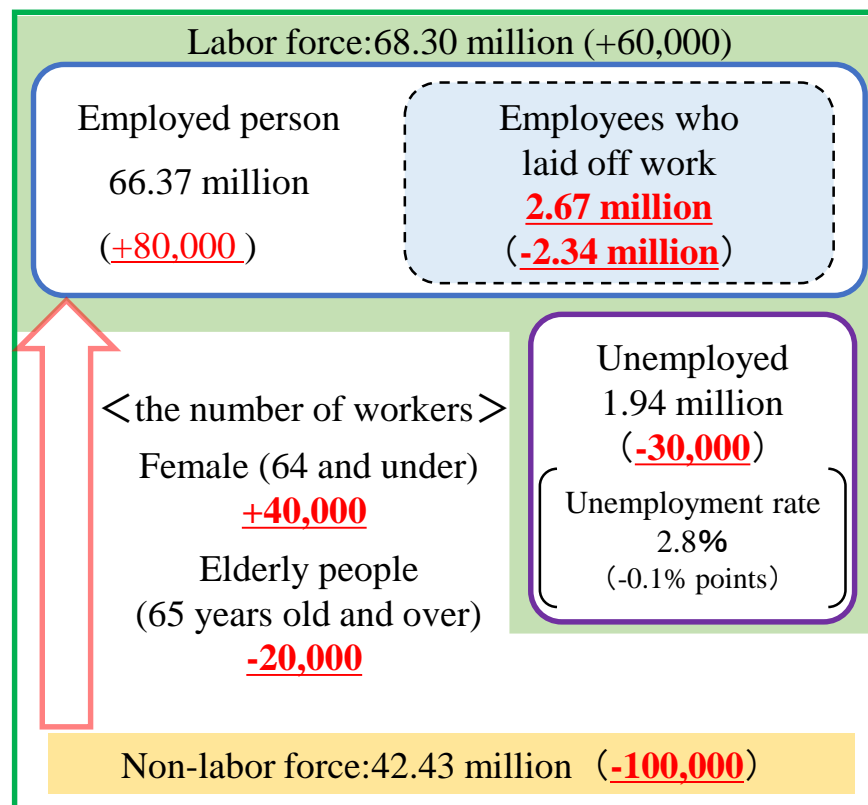 Labor force:68.30 million (+60,000)
Employed person
66.37 million
(+80,000 )
Employees who
laid off work
2.67 million
(-2.34 million)
<the number of workers>
Female (64 and under)
+40,000
Elderly people
(65 years old and over)
-20,000
Unemployed
1.94 million
(-30,000)
Unemployment rate
2.8%
(-0.1% points)
Non-labor force:42.43 million (-100,000)